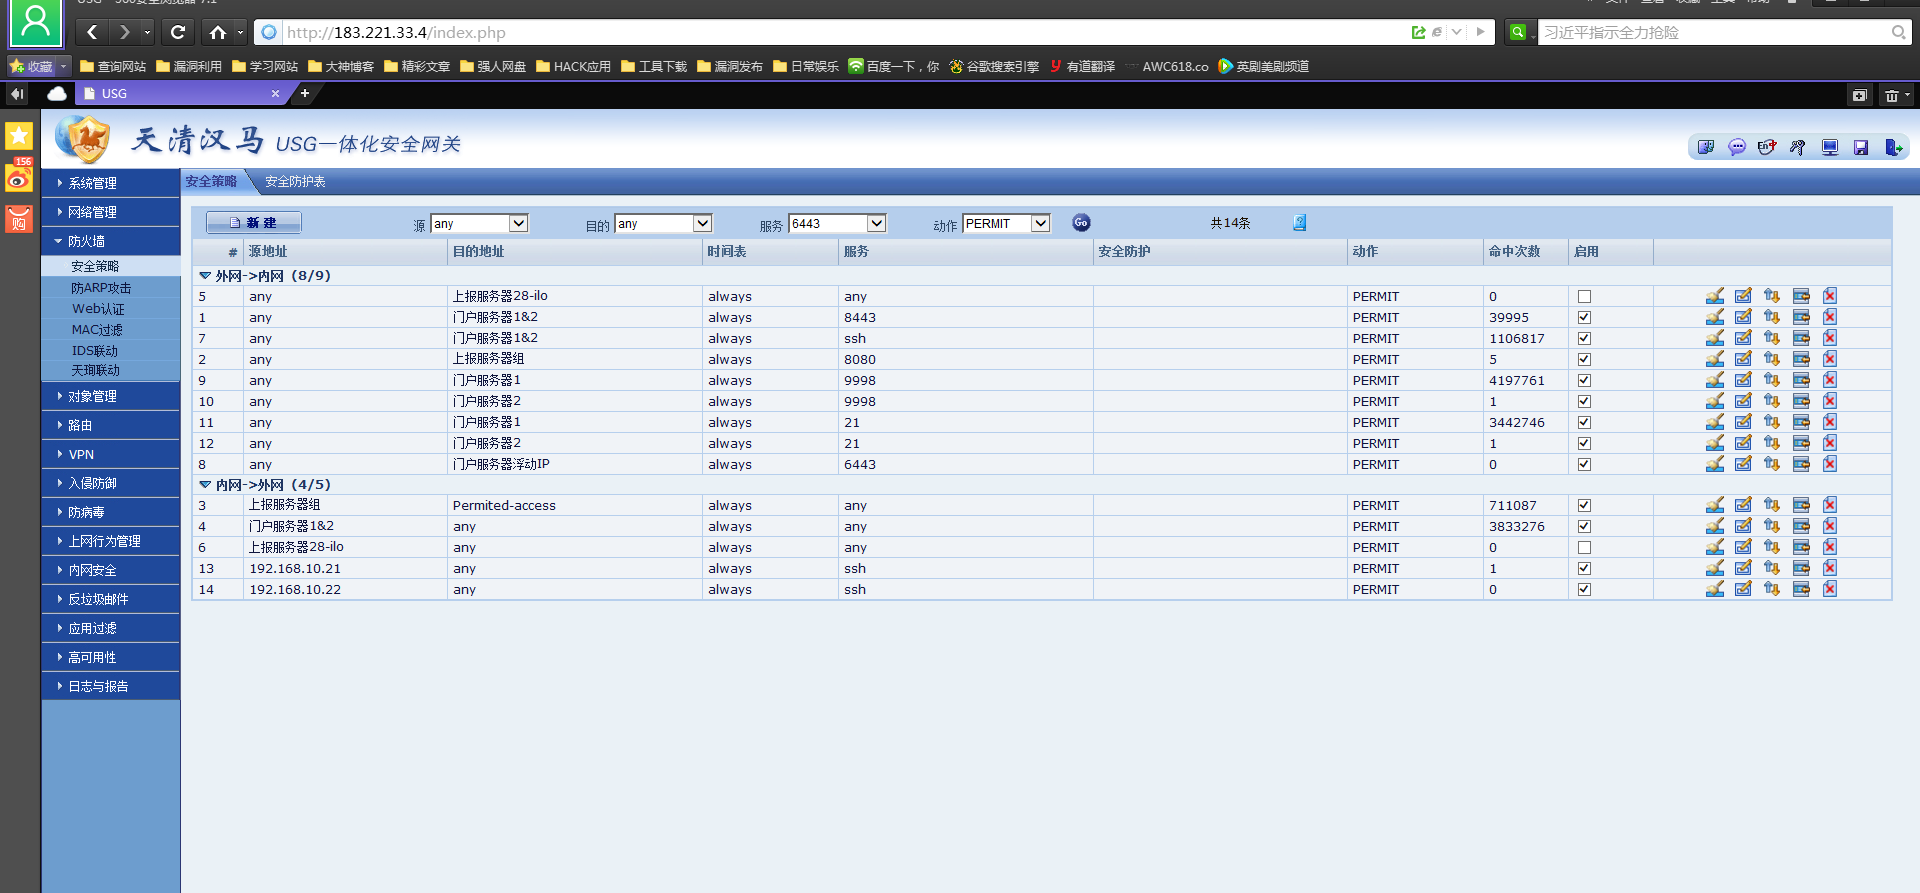 USG - 360安全浏览器 7.1
http://183.221.33.4/index.php
习近平指示全力抢险
收藏 查询网站 漏洞利用 学习网站 大神博客 精彩文章 强人网盘 HACK应用 工具下载 漏洞发布 日常娱乐 百度一下，你 谷歌搜索引擎 有道翻译 AWC618.co 英剧美剧频道
USG
156
购
天清汉马 USG一体化安全网关
系统管理
网络管理
防火墙
安全策略
防ARP攻击
Web认证
MAC过滤
IDS联动
天珣联动
对象管理
路由
VPN
入侵防御
防病毒
上网行为管理
内网安全
反垃圾邮件
应用过滤
高可用性
日志与报告
安全策略 安全防护表
新 建 源 any 目的 any 服务 6443 动作 PERMIT Go 共14条
# 源地址 目的地址 时间表 服务 安全防护 动作 命中次数 启用
外网->内网 (8/9)
5 any 上报服务器28-ilo always any PERMIT 0
1 any 门户服务器1&2 always 8443 PERMIT 39995
7 any 门户服务器1&2 always ssh PERMIT 1106817
2 any 上报服务器组 always 8080 PERMIT 5
9 any 门户服务器1 always 9998 PERMIT 4197761
10 any 门户服务器2 always 9998 PERMIT 1
11 any 门户服务器1 always 21 PERMIT 3442746
12 any 门户服务器2 always 21 PERMIT 1
8 any 门户服务器浮动IP always 6443 PERMIT 0
内网->外网 (4/5)
3 上报服务器组 Permited-access always any PERMIT 711087
4 门户服务器1&2 any always any PERMIT 3833276
6 上报服务器28-ilo any always any PERMIT 0
13 192.168.10.21 any always ssh PERMIT 1
14 192.168.10.22 any always ssh PERMIT 0